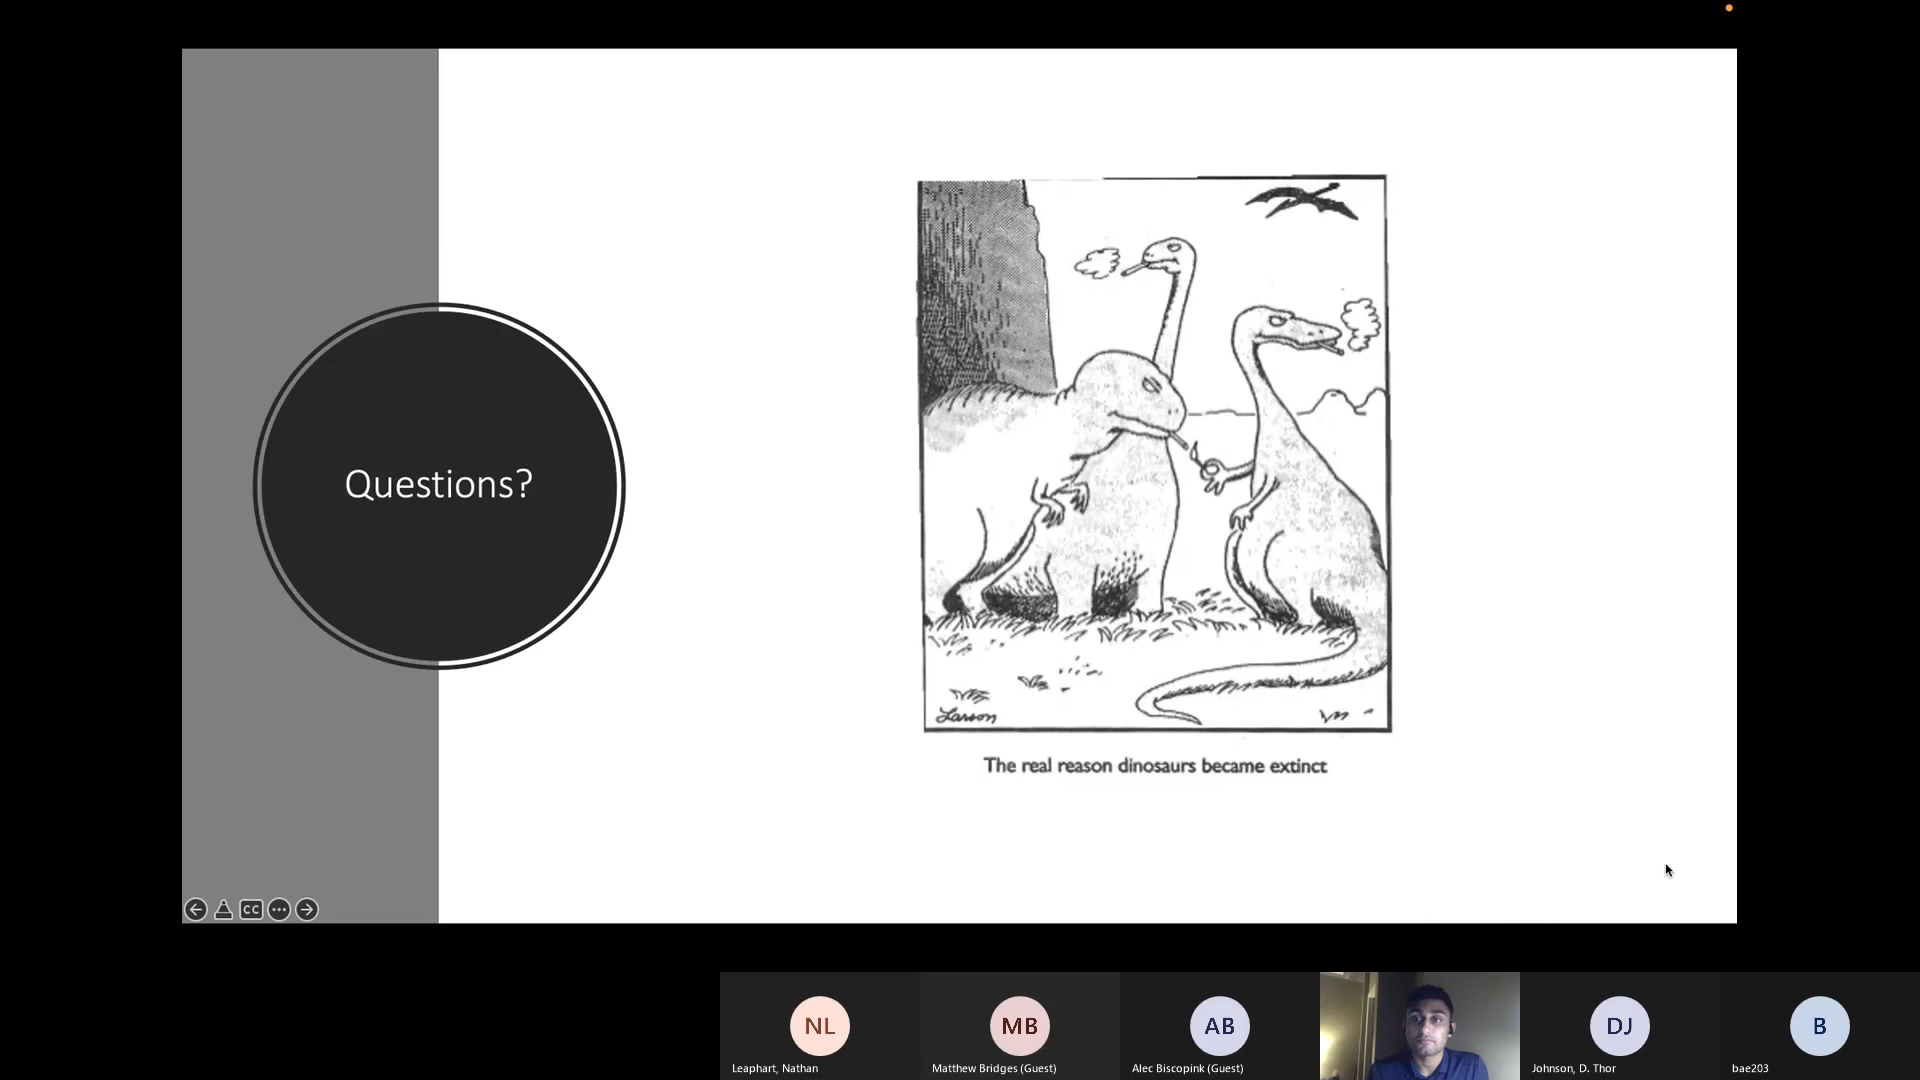 Questions?
Larson
The real reason dinosaurs became extinct
CC
NL
Leaphart, Nathan
MB
Matthew Bridges (Guest)
AB
Alec Biscopink (Guest)
DJ
Johnson, D. Thor
B
bae203